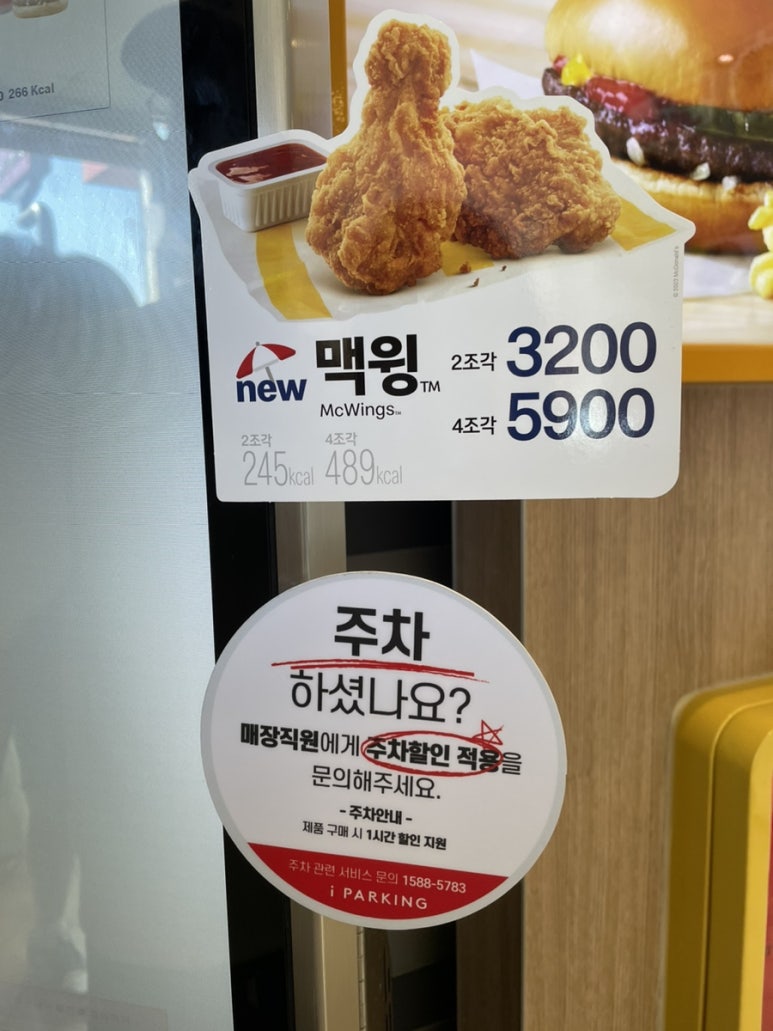 266 Kcal
© 2022 McDonald's
new 맥윙™
McWings™
2조각 3200
4조각 5900
2조각 4조각
245kcal 489kcal
주차
하셨나요?
매장직원에게 주차할인 적용을
문의해주세요.
- 주차안내 -
제품 구매 시 1시간 할인 지원
주차 관련 서비스 문의 1588-5783
i PARKING